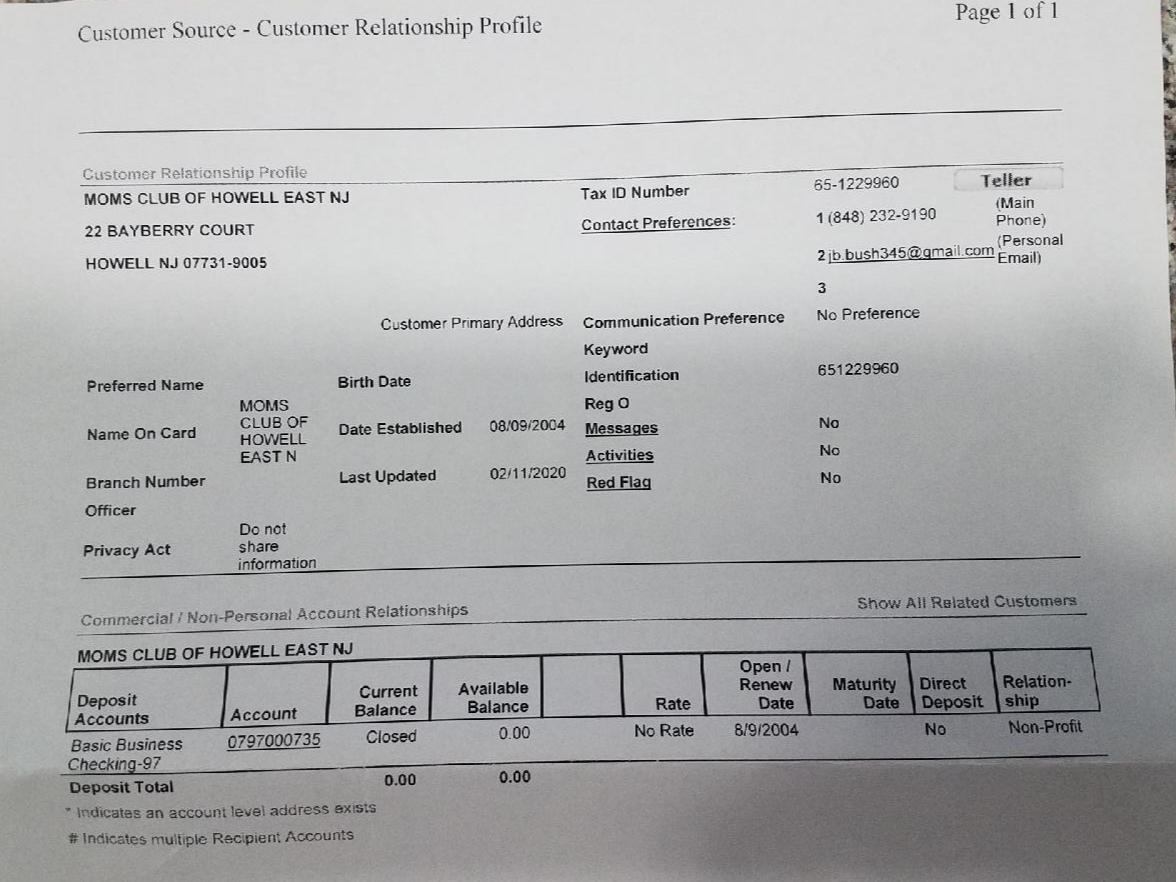 Customer Source - Customer Relationship Profile
Page 1 of 1
Customer Relationship Profile
MOMS CLUB OF HOWELL EAST NJ
22 BAYBERRY COURT
HOWELL NJ 07731-9005
Customer Primary Address
Tax ID Number 65-1229960 Teller
Contact Preferences: 1 (848) 232-9190 (Main
Phone)
2 jb.bush345@gmail.com (Personal
Email)
3
Communication Preference No Preference
Keyword
Identification 651229960
Reg O
Messages No
Activities No
Red Flag No
Preferred Name Birth Date
Name On Card MOMS
CLUB OF
HOWELL
EAST N
Date Established 08/09/2004
Branch Number Last Updated 02/11/2020
Officer
Privacy Act Do not
share
information
Commercial / Non-Personal Account Relationships Show All Related Customers
MOMS CLUB OF HOWELL EAST NJ
Deposit
Accounts
Account
Current
Balance
Available
Balance
Rate
Open /
Renew
Date
Maturity
Date
Direct
Deposit
Relation-
ship
Basic Business
Checking-97
0797000735 Closed 0.00 No Rate 8/9/2004 No Non-Profit
Deposit Total 0.00 0.00
* Indicates an account level address exists
# Indicates multiple Recipient Accounts